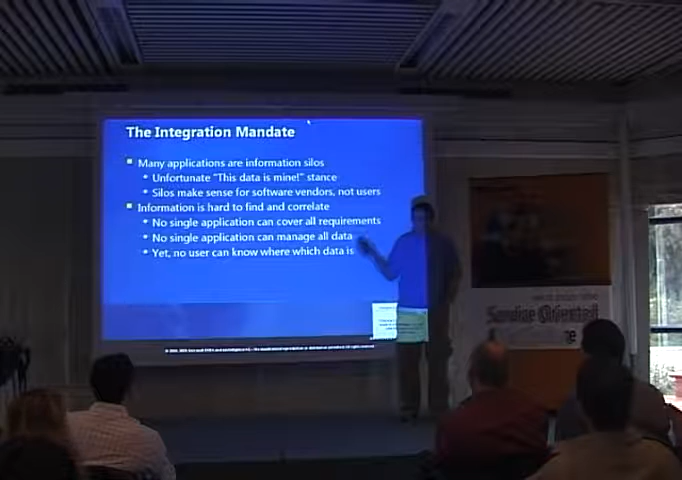 The Integration Mandate
Many applications are information silos
Unfortunate "This data is mine!" stance
Silos make sense for software vendors, not users
Information is hard to find and correlate
No single application can cover all requirements
No single application can manage all data
Yet, no user can know where which data is
Service Oriented